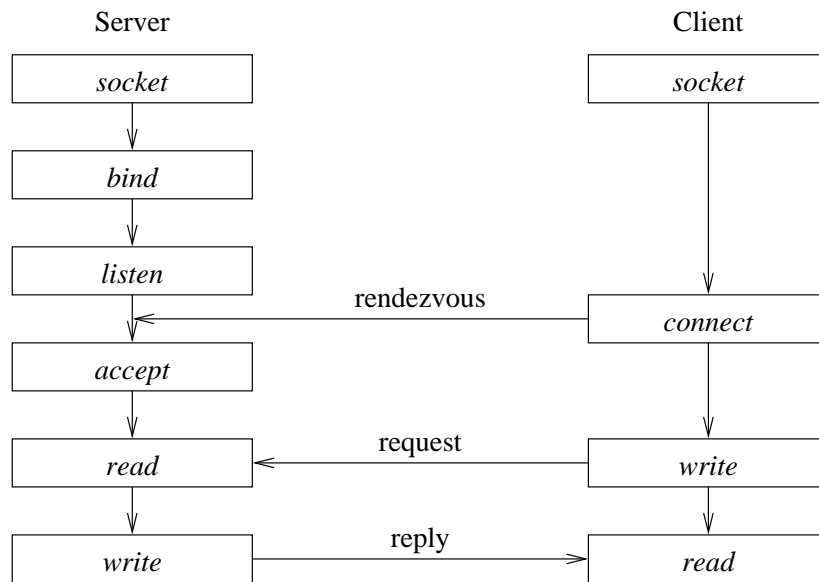 Server
Client
socket
socket
bind
listen
rendezvous
connect
accept
request
read
write
reply
write
read